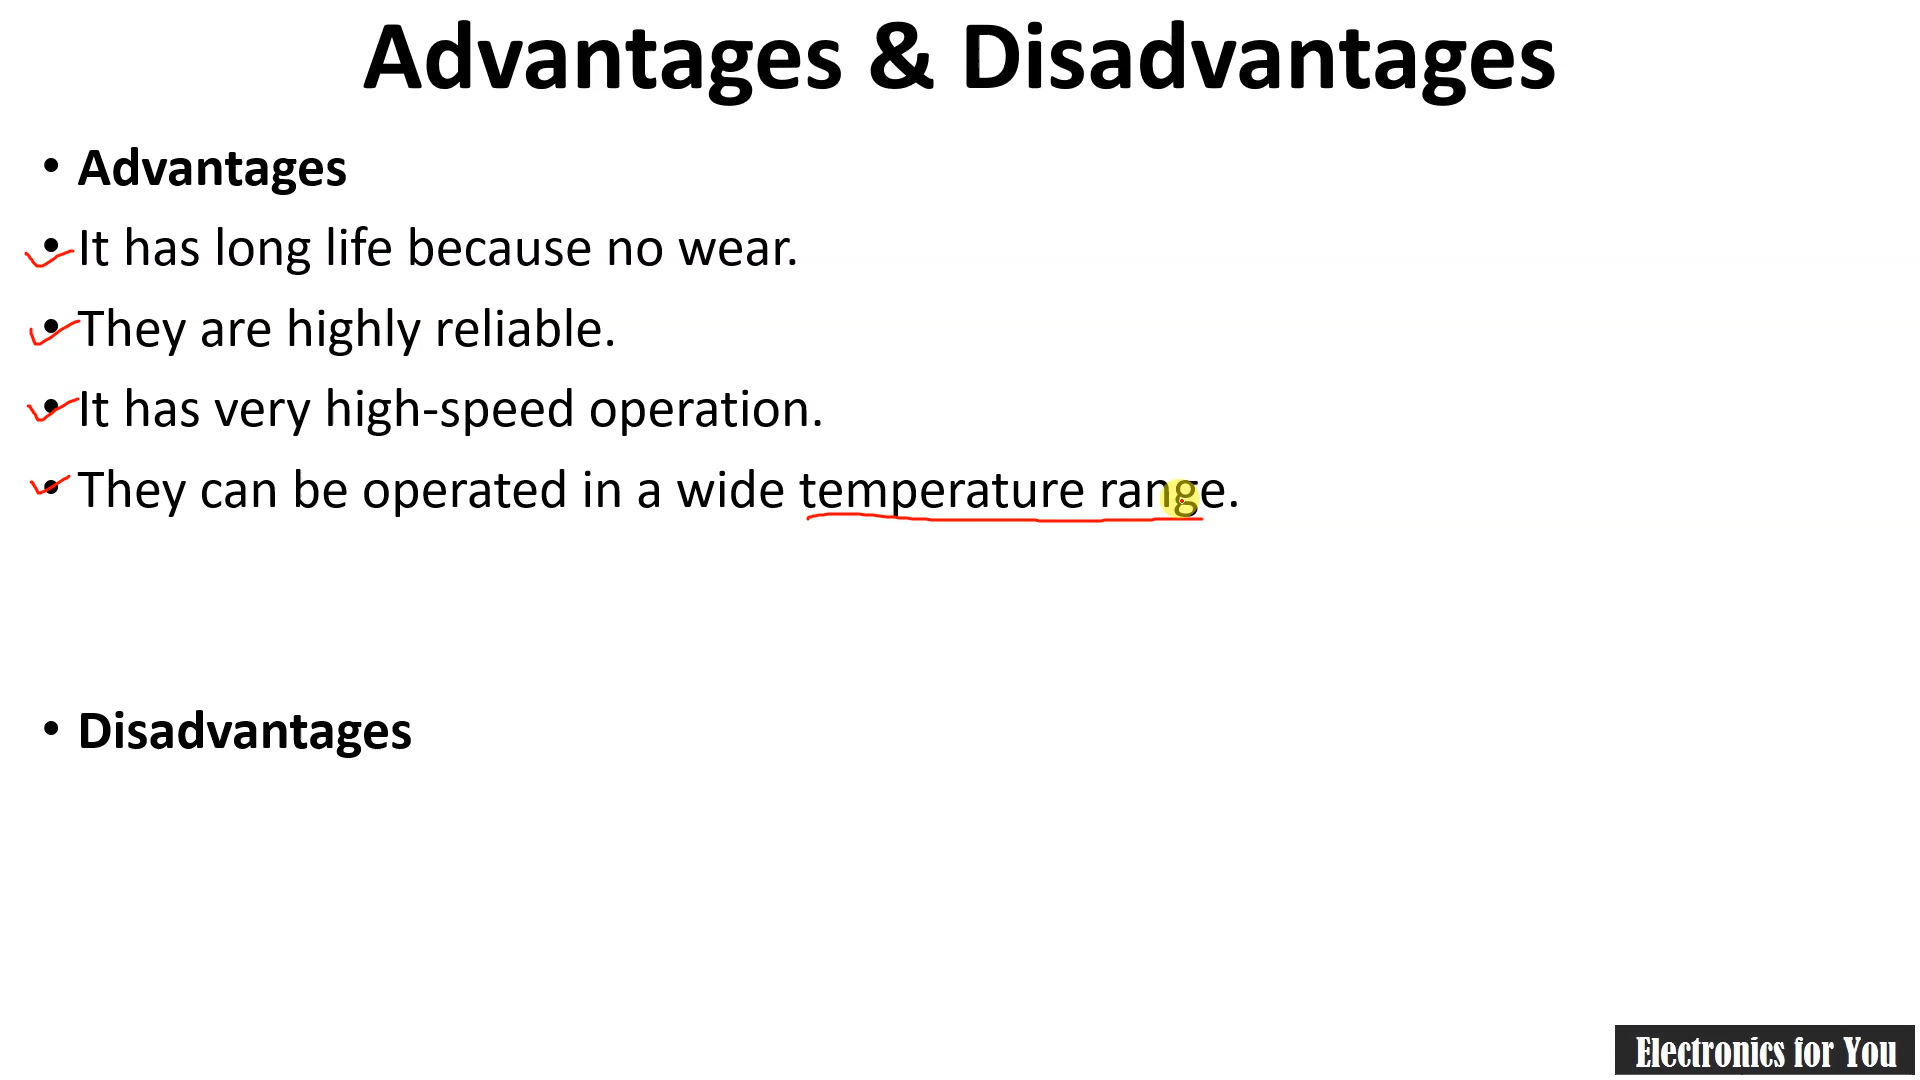 Advantages & Disadvantages
• Advantages
• It has long life because no wear.
• They are highly reliable.
• It has very high-speed operation.
• They can be operated in a wide temperature range.
• Disadvantages
Electronics for You